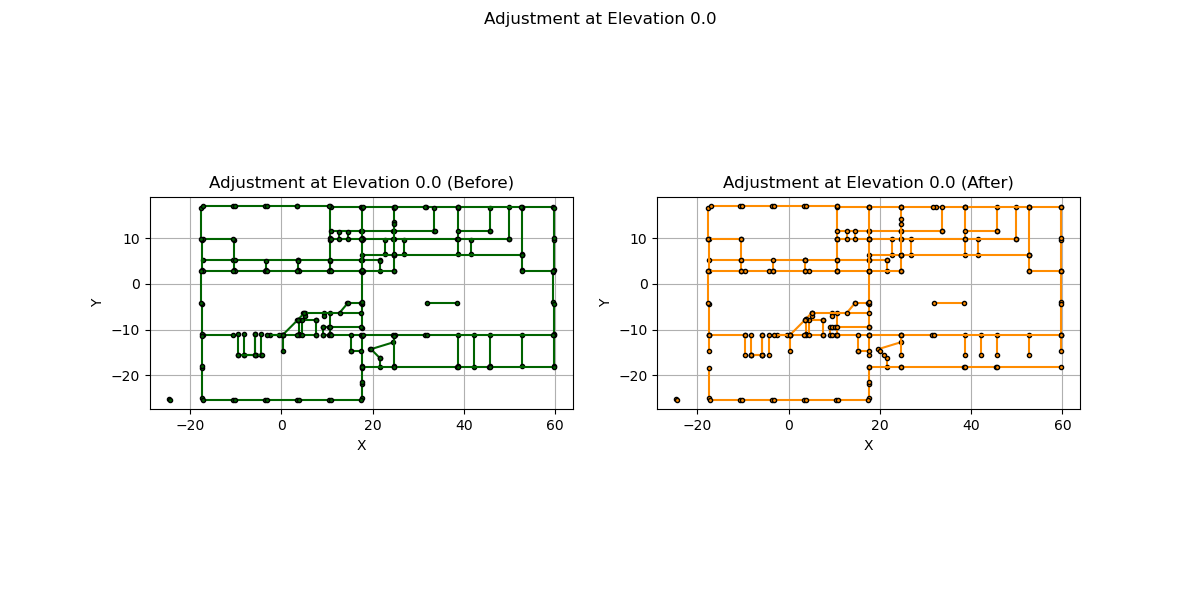 Adjustment at Elevation 0.0
Adjustment at Elevation 0.0 (Before)
10
0
−10
−20
Y
−20 0 20 40 60
X
Adjustment at Elevation 0.0 (After)
10
0
−10
−20
Y
−20 0 20 40 60
X